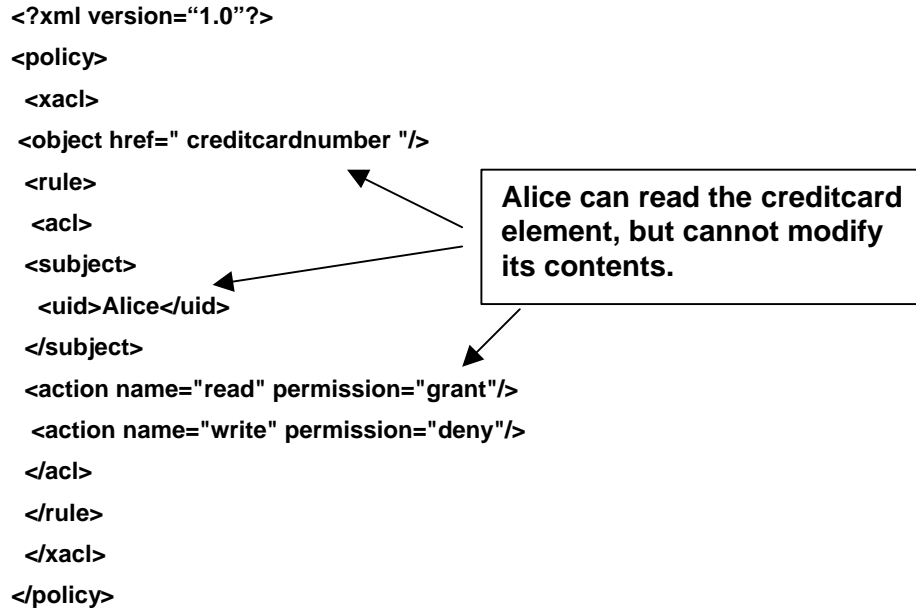 <?xml version=“1.0”?>
<policy>
<xacl>
<object href=" creditcardnumber "/>
<rule>
<acl>
<subject>
<uid>Alice</uid>
</subject>
<action name="read" permission="grant"/>
<action name="write" permission="deny"/>
</acl>
</rule>
</xacl>
</policy>
Alice can read the creditcard
element, but cannot modify
its contents.